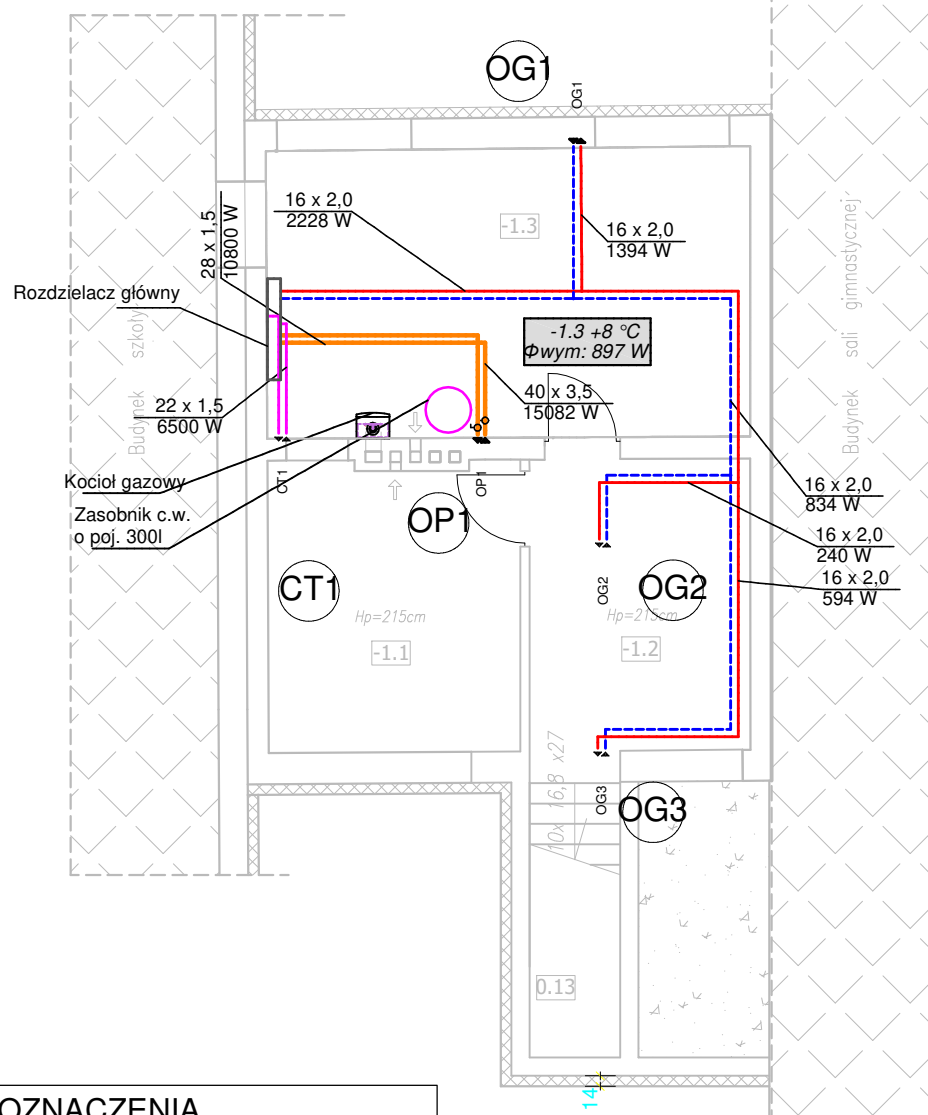 OG1
OG1
16 x 2,0
2228 W
28 x 1,5
10800 W
-1.3
16 x 2,0
1394 W
Rozdzielacz główny
Budynek szkoły
Budynek sali gimnastycznej
-1.3 +8 °C
Φwym: 897 W
22 x 1,5
6500 W
40 x 3,5
15082 W
Kocioł gazowy
OT1
OP1
16 x 2,0
834 W
Zasobnik c.w.
o poj. 300l
OP1
16 x 2,0
240 W
CT1
OG2
OG2
16 x 2,0
594 W
Hp=215cm
Hp=215cm
-1.1
-1.2
10x 16,8 x27
OG3
OG3
0.13
14
OZNACZENIA